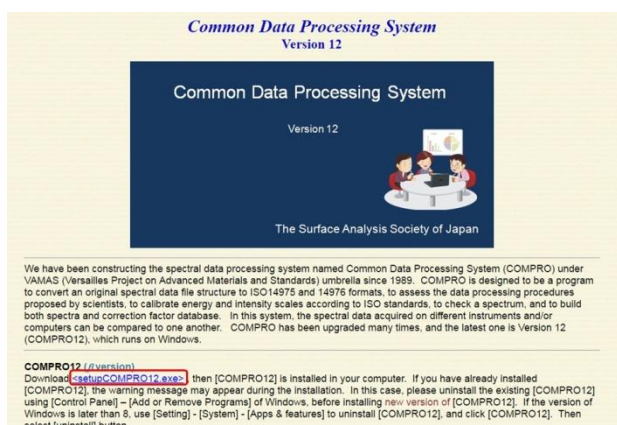 Common Data Processing System
Version 12
Common Data Processing System
Version 12
The Surface Analysis Society of Japan
We have been constructing the spectral data processing system named Common Data Processing System (COMPRO) under
VAMAS (Versailles Project on Advanced Materials and Standards) umbrella since 1989. COMPRO is designed to be a program
to convert an original spectral data file structure to ISO14975 and 14976 formats, to assess the data processing procedures
proposed by scientists, to calibrate energy and intensity scales according to ISO standards, to check a spectrum, and to build
both spectra and correction factor database. In this system, the spectral data acquired on different instruments and/or
computers can be compared to one another. COMPRO has been upgraded many times, and the latest one is Version 12
(COMPRO12), which runs on Windows.
COMPRO12 (//version)
Download <setupCOMPRO12.exe>, then [COMPRO12] is installed in your computer. If you have already installed
[COMPRO12], the warning message may appear during the installation. In this case, please uninstall the existing [COMPRO12]
using [Control Panel] – [Add or Remove Programs] of Windows, before installing new version of [COMPRO12]. If the version of
Windows is later than 8, use [Setting] - [System] - [Apps & features] to uninstall [COMPRO12], and click [COMPRO12]. Then
select [uninstall] button